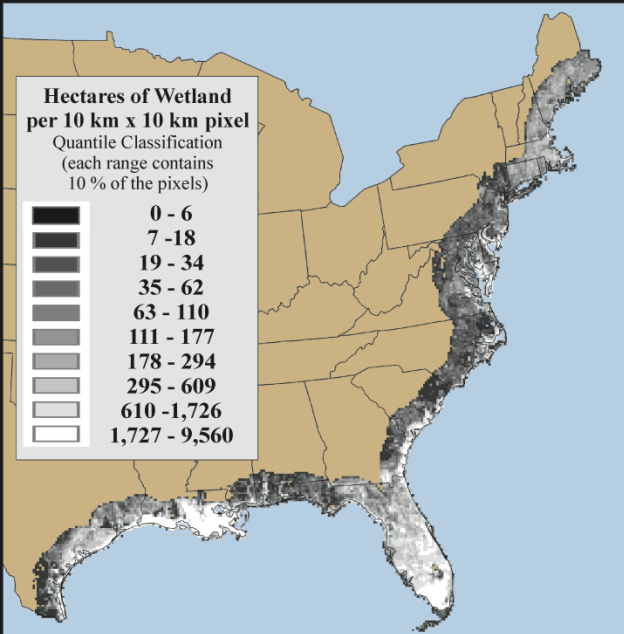 Hectares of Wetland
per 10 km x 10 km pixel
Quantile Classification
(each range contains
10 % of the pixels)
0 - 6
7 -18
19 - 34
35 - 62
63 - 110
111 - 177
178 - 294
295 - 609
610 -1,726
1,727 - 9,560